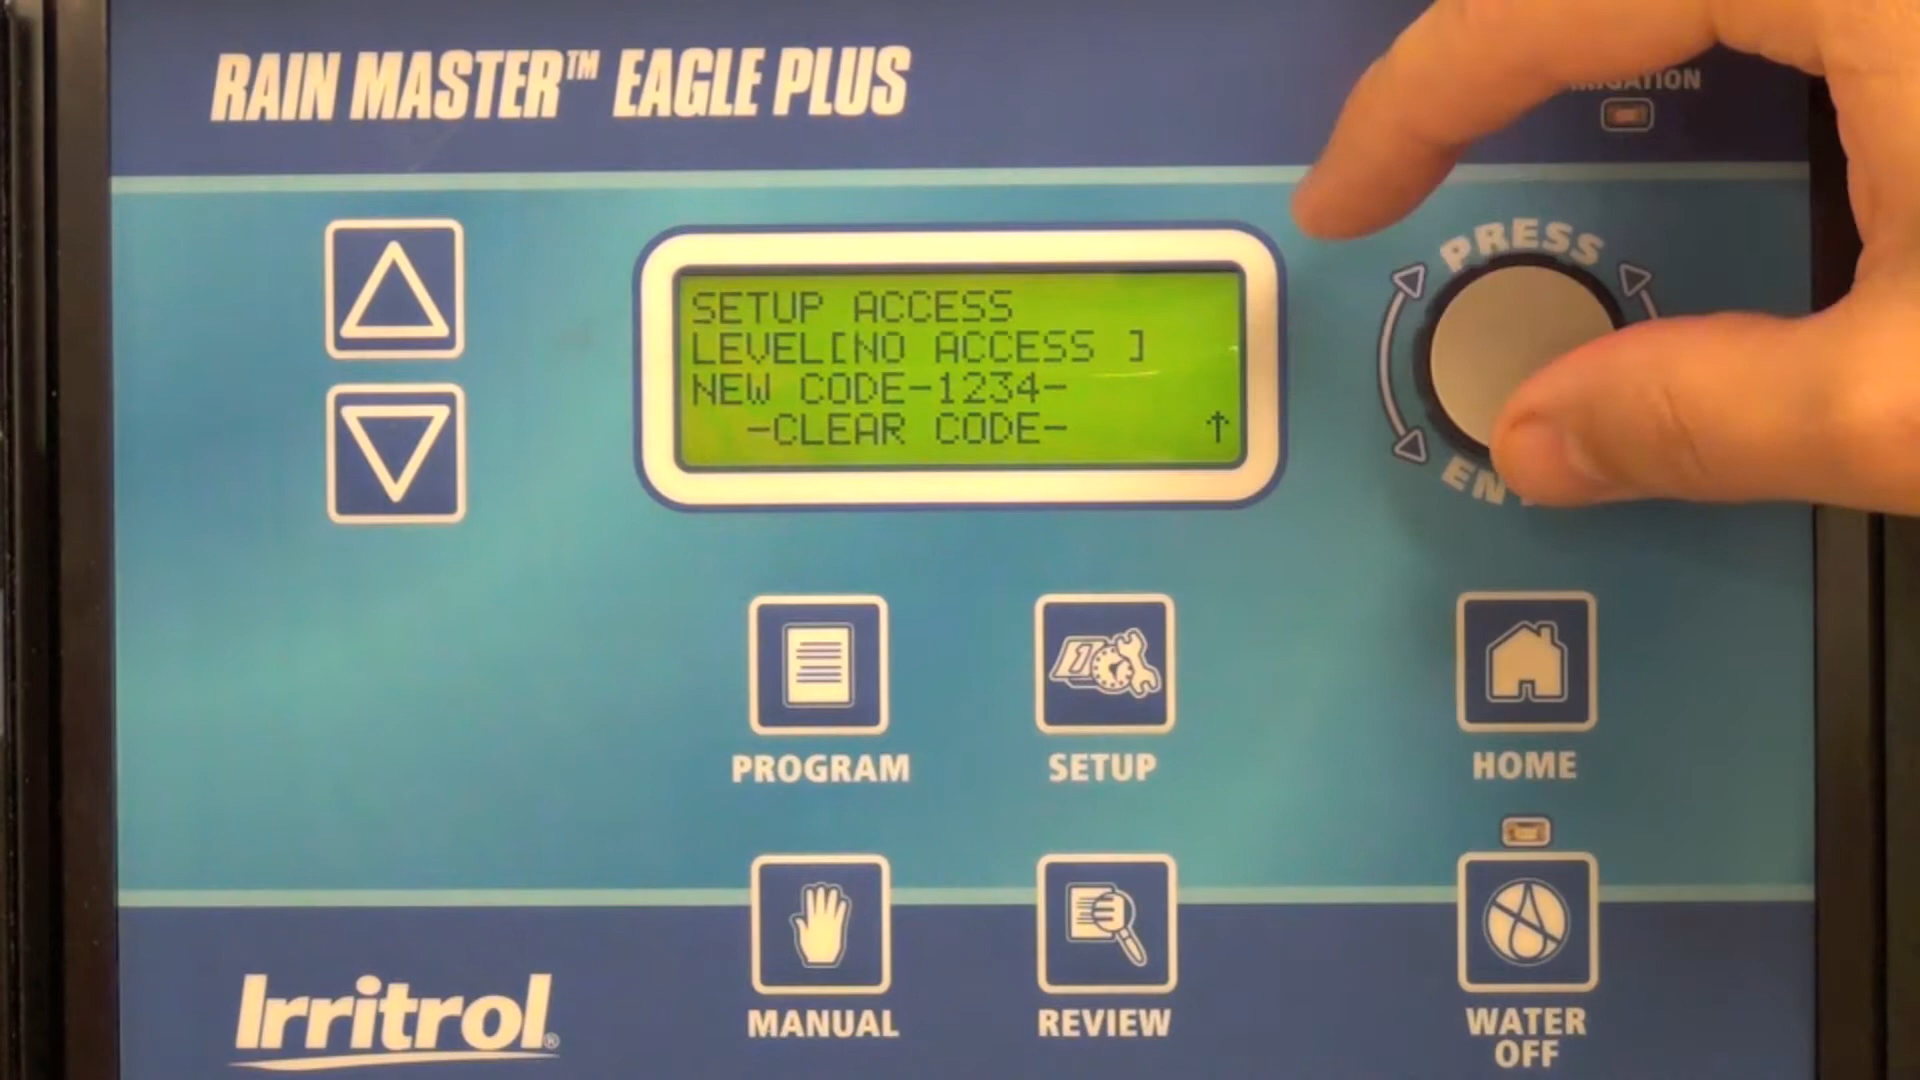 RAIN MASTER™ EAGLE PLUS
PRESS
SETUP ACCESS
LEVEL[NO ACCESS ]
NEW CODE-1234-
-CLEAR CODE- ↑
PROGRAM
SETUP
HOME
MANUAL
REVIEW
WATER
OFF
Irritrol®